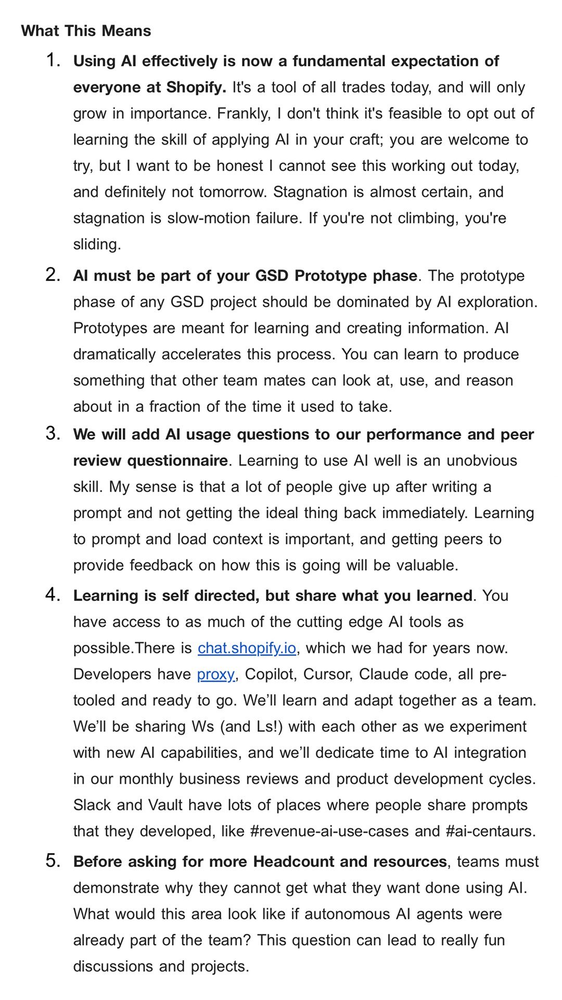 What This Means
1. Using AI effectively is now a fundamental expectation of
everyone at Shopify. It's a tool of all trades today, and will only
grow in importance. Frankly, I don't think it's feasible to opt out of
learning the skill of applying AI in your craft; you are welcome to
try, but I want to be honest I cannot see this working out today,
and definitely not tomorrow. Stagnation is almost certain, and
stagnation is slow-motion failure. If you're not climbing, you're
sliding.
2. AI must be part of your GSD Prototype phase. The prototype
phase of any GSD project should be dominated by AI exploration.
Prototypes are meant for learning and creating information. AI
dramatically accelerates this process. You can learn to produce
something that other team mates can look at, use, and reason
about in a fraction of the time it used to take.
3. We will add AI usage questions to our performance and peer
review questionnaire. Learning to use AI well is an unobvious
skill. My sense is that a lot of people give up after writing a
prompt and not getting the ideal thing back immediately. Learning
to prompt and load context is important, and getting peers to
provide feedback on how this is going will be valuable.
4. Learning is self directed, but share what you learned. You
have access to as much of the cutting edge AI tools as
possible.There is chat.shopify.io, which we had for years now.
Developers have proxy, Copilot, Cursor, Claude code, all pre-
tooled and ready to go. We’ll learn and adapt together as a team.
We’ll be sharing Ws (and Ls!) with each other as we experiment
with new AI capabilities, and we’ll dedicate time to AI integration
in our monthly business reviews and product development cycles.
Slack and Vault have lots of places where people share prompts
that they developed, like #revenue-ai-use-cases and #ai-centaurs.
5. Before asking for more Headcount and resources, teams must
demonstrate why they cannot get what they want done using AI.
What would this area look like if autonomous AI agents were
already part of the team? This question can lead to really fun
discussions and projects.